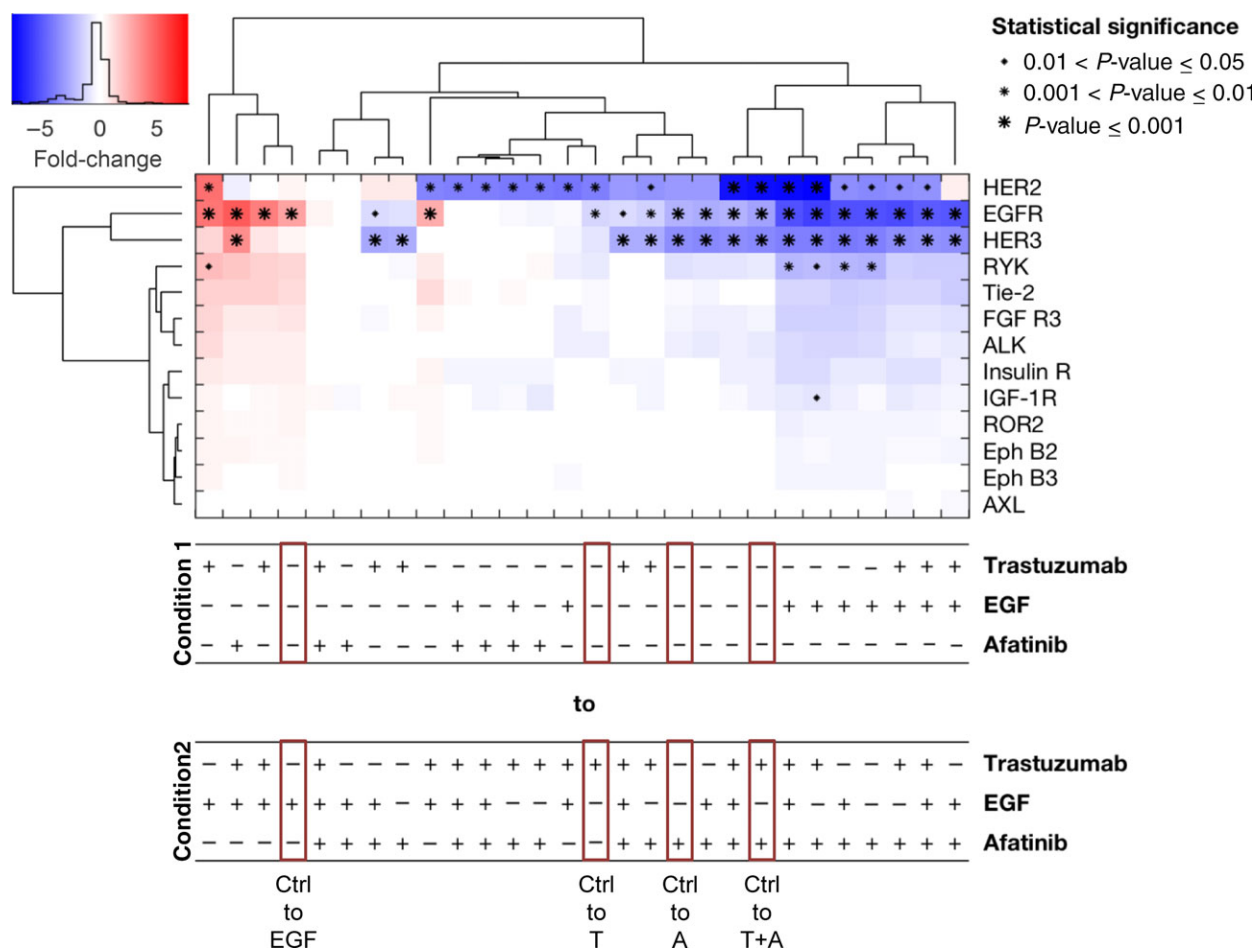 Statistical significance
0.01 < P-value ≤ 0.05
0.001 < P-value ≤ 0.01
P-value ≤ 0.001
−5 0 5
Fold-change
HER2
EGFR
HER3
RYK
Tie-2
FGF R3
ALK
Insulin R
IGF-1R
ROR2
Eph B2
Eph B3
AXL
Condition 1
+ − + − + − + + − − − − − − − + + − − − − − − − − + + + Trastuzumab
− − − − − − − − − + − + − + − − − − − − − + + + + + + + EGF
− + − − + + − − − + + + + − − − − − − − − − − − − − − − Afatinib
to
Condition2
− + + − + − − − + + + + + + + + + − − + + + + − − + + − Trastuzumab
+ + + + + + + − + + + − − + − + − − + + − + − + − − + + EGF
− − − − + + + + − + + + + − − + + + + + + + + + + + + + Afatinib
Ctrl Ctrl Ctrl Ctrl
to to to to
EGF T A T+A